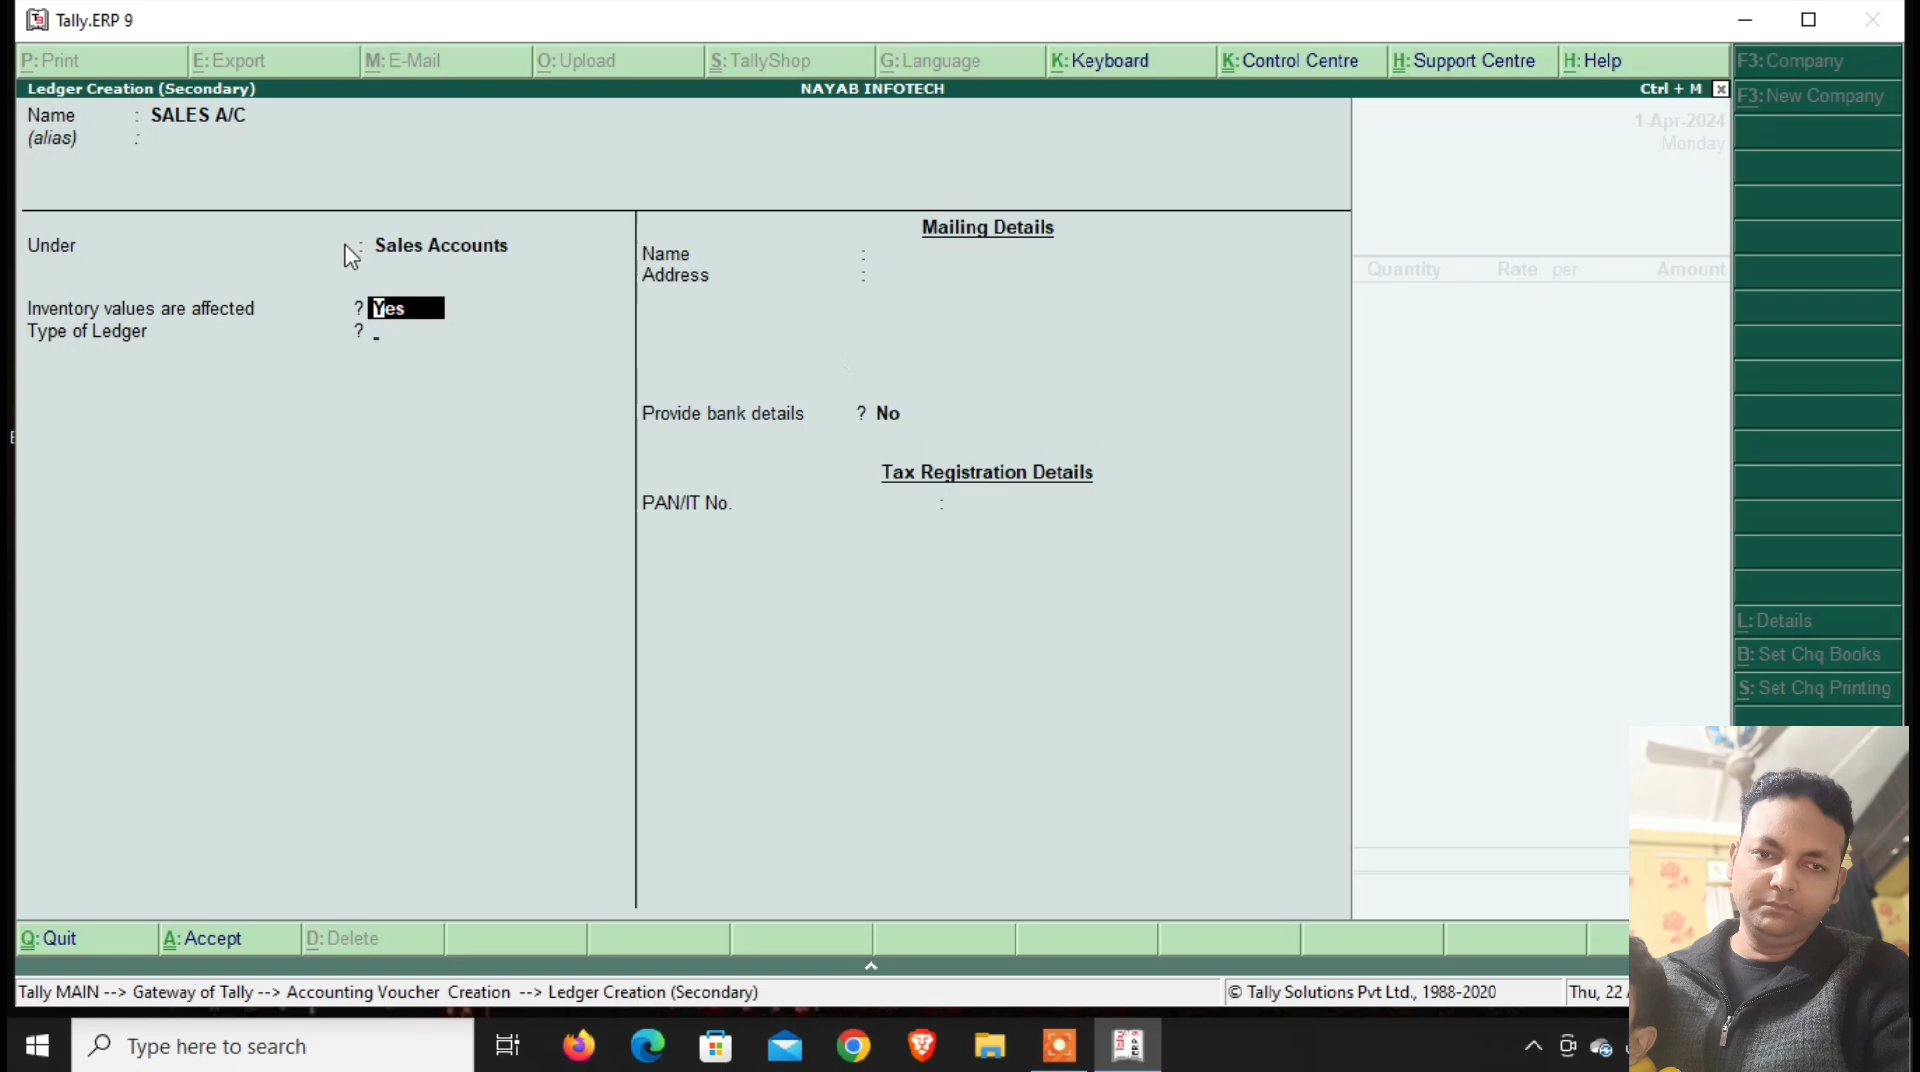 Tally.ERP 9
P: Print
E: Export
M: E-Mail
O: Upload
S: TallyShop
G: Language
K: Keyboard
K: Control Centre
H: Support Centre
H: Help
F3: Company
Ledger Creation (Secondary)
NAYAB INFOTECH
Ctrl + M
F3: New Company
Name : SALES A/C
(alias) :
1-Apr-2024
Monday
Under : Sales Accounts
Inventory values are affected ? Yes
Type of Ledger ?
Mailing Details
Name :
Address :
Provide bank details ? No
Tax Registration Details
PAN/IT No. :
Quantity Rate per Amount
L: Details
B: Set Chq Books
S: Set Chq Printing
Q: Quit
A: Accept
D: Delete
Tally MAIN --> Gateway of Tally --> Accounting Voucher Creation --> Ledger Creation (Secondary)
© Tally Solutions Pvt Ltd., 1988-2020
Thu, 22
Type here to search